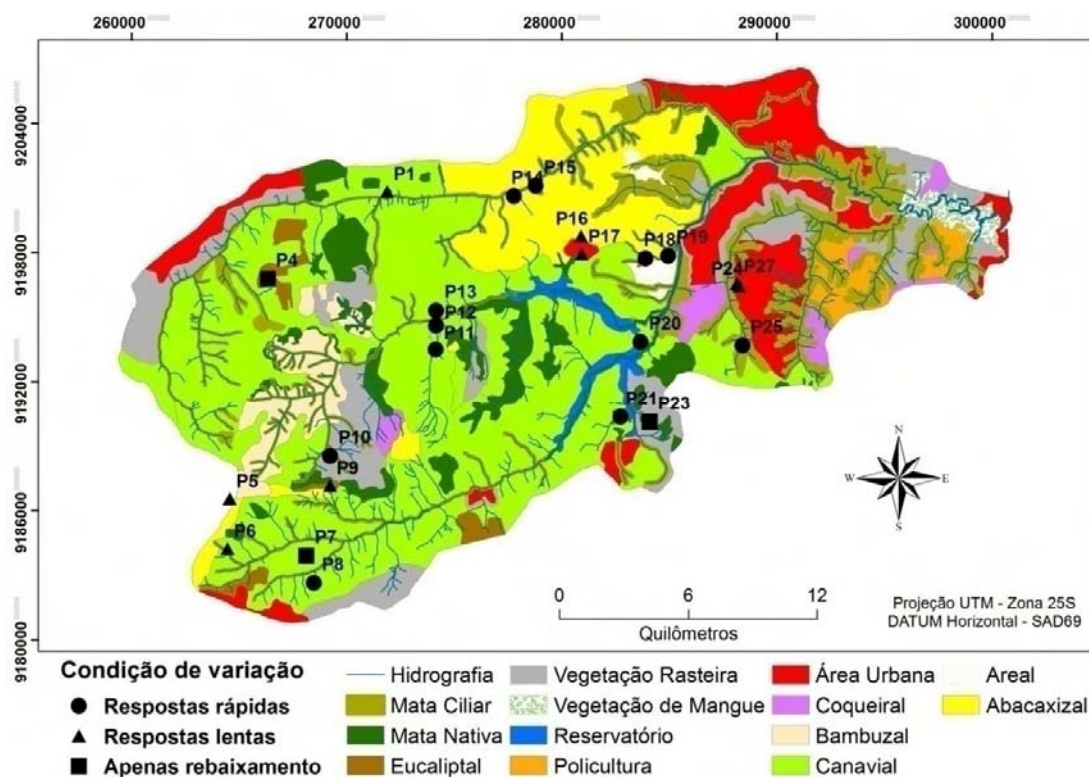 260000 270000 280000 290000 300000
9204000
9198000
9192000
9186000
9180000
P1
P14
P15
P16
P17
P18
P19
P4
P24
P27
P13
P12
P11
P20
P25
P21
P23
P10
P9
P5
P6
P7
P8
N
W E
S
0 6 12
Quilômetros
Projeção UTM - Zona 25S
DATUM Horizontal - SAD69
Condição de variação
Respostas rápidas
Respostas lentas
Apenas rebaixamento
Hidrografia
Mata Ciliar
Mata Nativa
Eucaliptal
Vegetação Rasteira
Vegetação de Mangue
Reservatório
Policultura
Área Urbana
Coqueiral
Bambuzal
Canavial
Areal
Abacaxizal